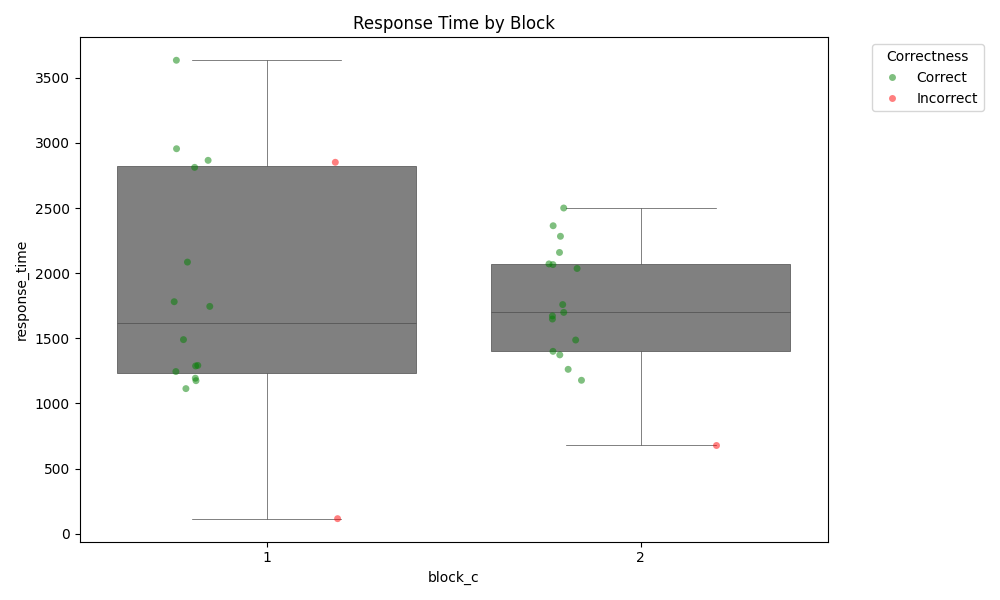 Response Time by Block
Correctness
Correct
Incorrect
response_time
3500
3000
2500
2000
1500
1000
500
0
1
2
block_c